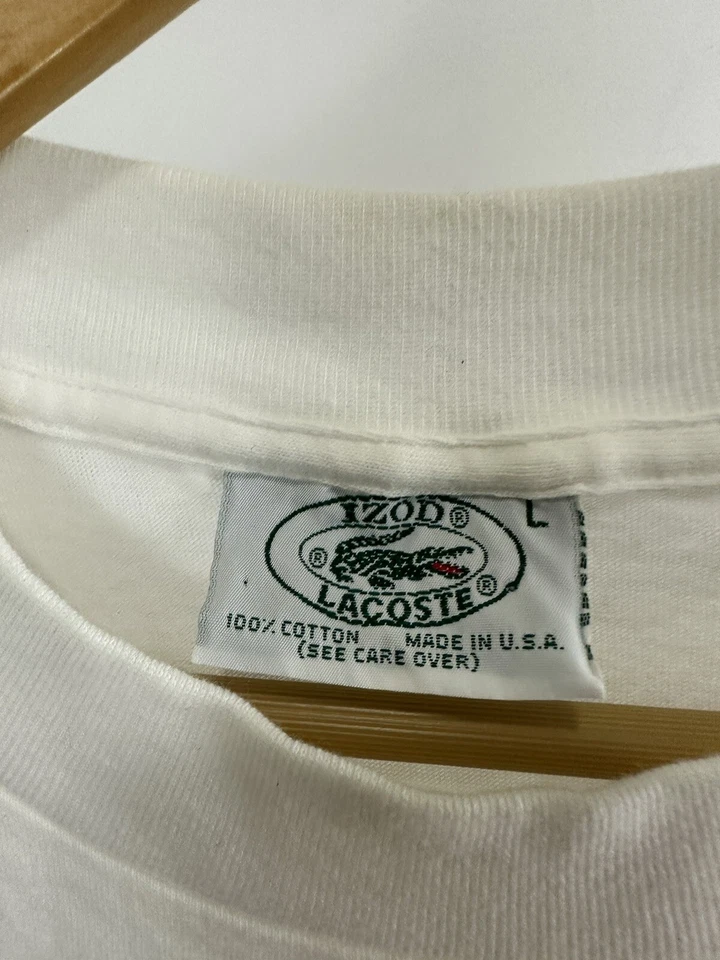 IZOD® L
® ®
LACOSTE
100% COTTON MADE IN U.S.A.
(SEE CARE OVER)